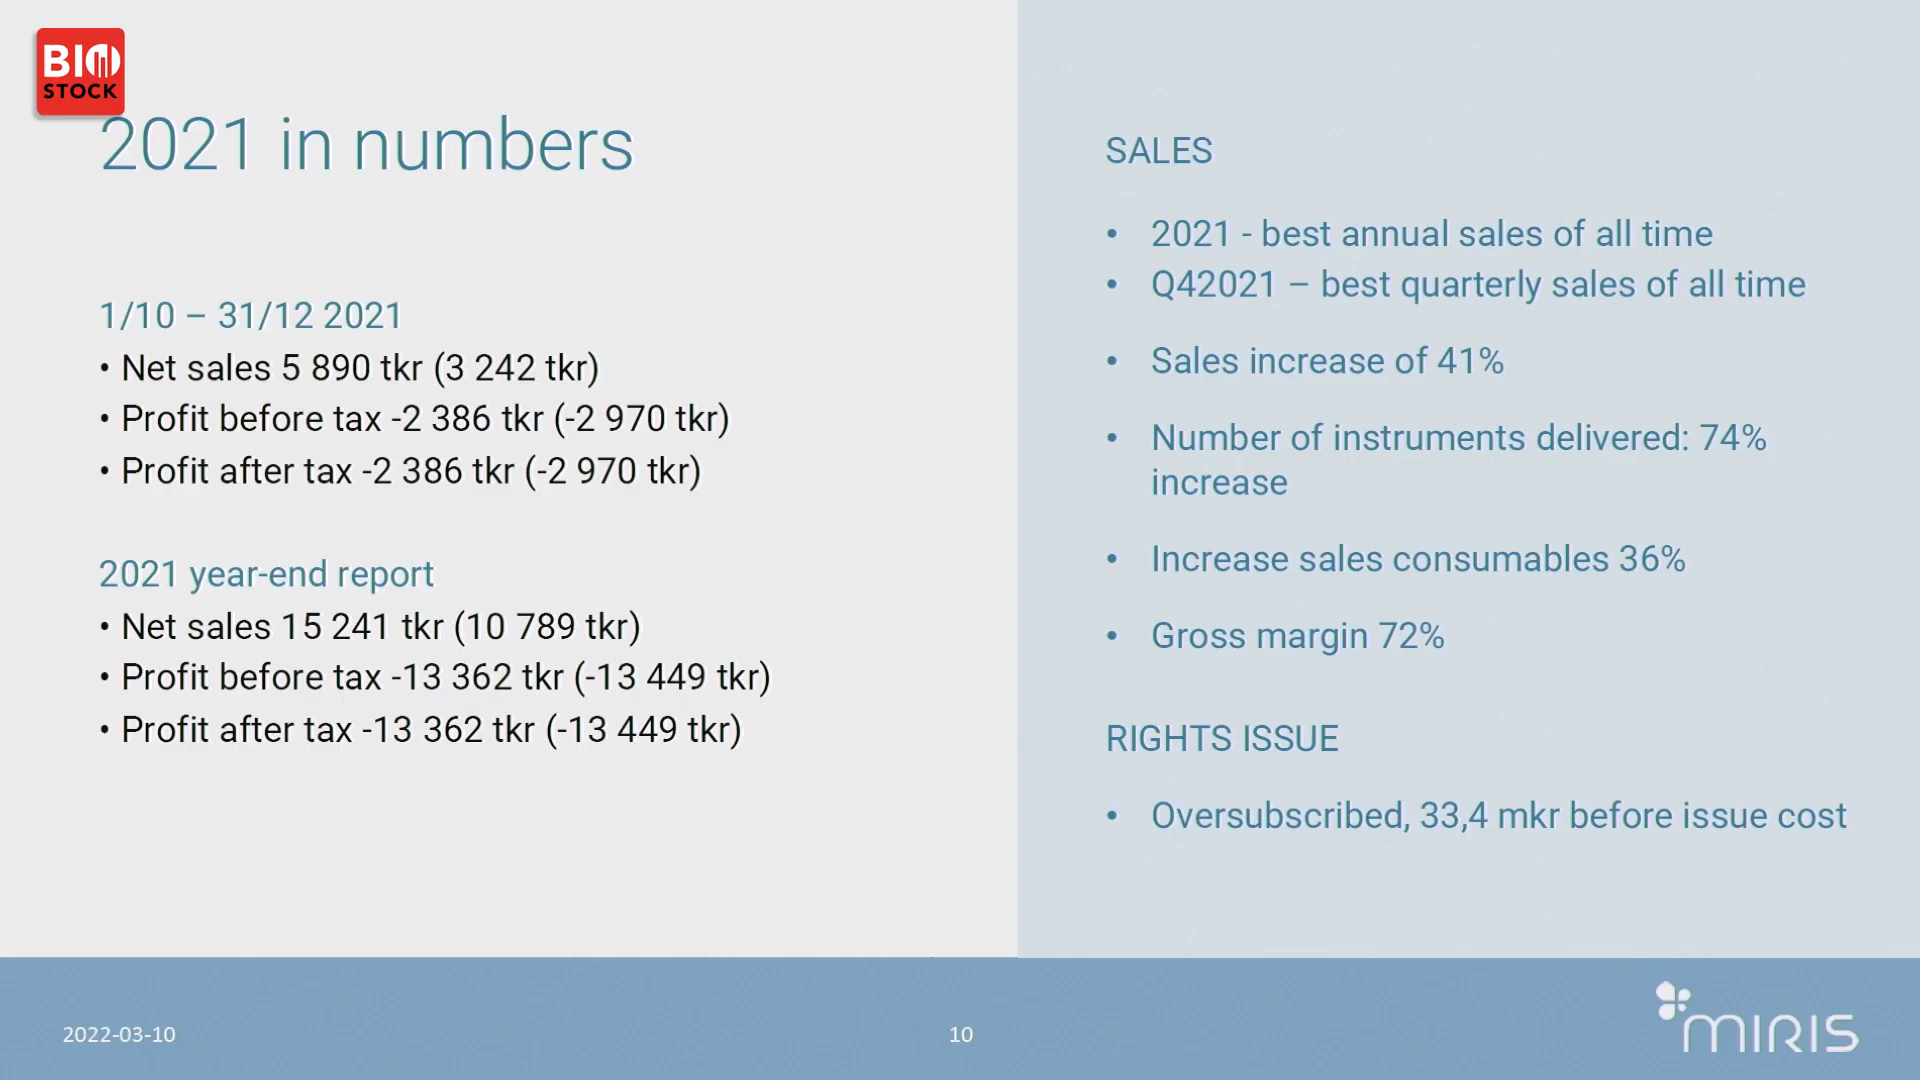 BIO
STOCK
2021 in numbers
1/10 – 31/12 2021
• Net sales 5 890 tkr (3 242 tkr)
• Profit before tax -2 386 tkr (-2 970 tkr)
• Profit after tax -2 386 tkr (-2 970 tkr)
2021 year-end report
• Net sales 15 241 tkr (10 789 tkr)
• Profit before tax -13 362 tkr (-13 449 tkr)
• Profit after tax -13 362 tkr (-13 449 tkr)
SALES
• 2021 - best annual sales of all time
• Q42021 – best quarterly sales of all time
• Sales increase of 41%
• Number of instruments delivered: 74%
increase
• Increase sales consumables 36%
• Gross margin 72%
RIGHTS ISSUE
• Oversubscribed, 33,4 mkr before issue cost
2022-03-10
10
MIRIS